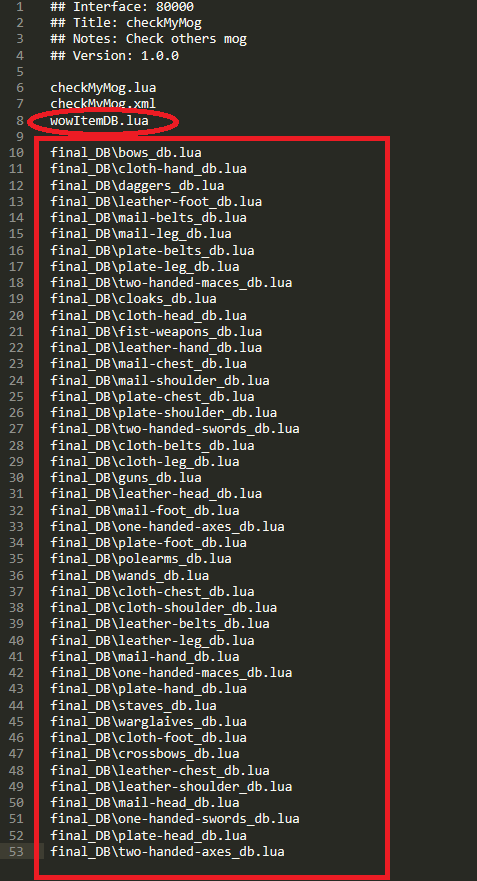 1 ## Interface: 80000
2 ## Title: checkMyMog
3 ## Notes: Check others mog
4 ## Version: 1.0.0
5
6 checkMyMog.lua
7 checkMyMog.xml
8 wowItemDB.lua
9
10 final_DB\bows_db.lua
11 final_DB\cloth-hand_db.lua
12 final_DB\daggers_db.lua
13 final_DB\leather-foot_db.lua
14 final_DB\mail-belts_db.lua
15 final_DB\mail-leg_db.lua
16 final_DB\plate-belts_db.lua
17 final_DB\plate-leg_db.lua
18 final_DB\two-handed-maces_db.lua
19 final_DB\cloaks_db.lua
20 final_DB\cloth-head_db.lua
21 final_DB\fist-weapons_db.lua
22 final_DB\leather-hand_db.lua
23 final_DB\mail-chest_db.lua
24 final_DB\mail-shoulder_db.lua
25 final_DB\plate-chest_db.lua
26 final_DB\plate-shoulder_db.lua
27 final_DB\two-handed-swords_db.lua
28 final_DB\cloth-belts_db.lua
29 final_DB\cloth-leg_db.lua
30 final_DB\guns_db.lua
31 final_DB\leather-head_db.lua
32 final_DB\mail-foot_db.lua
33 final_DB\one-handed-axes_db.lua
34 final_DB\plate-foot_db.lua
35 final_DB\polearms_db.lua
36 final_DB\wands_db.lua
37 final_DB\cloth-chest_db.lua
38 final_DB\cloth-shoulder_db.lua
39 final_DB\leather-belts_db.lua
40 final_DB\leather-leg_db.lua
41 final_DB\mail-hand_db.lua
42 final_DB\one-handed-maces_db.lua
43 final_DB\plate-hand_db.lua
44 final_DB\staves_db.lua
45 final_DB\warglaives_db.lua
46 final_DB\cloth-foot_db.lua
47 final_DB\crossbows_db.lua
48 final_DB\leather-chest_db.lua
49 final_DB\leather-shoulder_db.lua
50 final_DB\mail-head_db.lua
51 final_DB\one-handed-swords_db.lua
52 final_DB\plate-head_db.lua
53 final_DB\two-handed-axes_db.lua